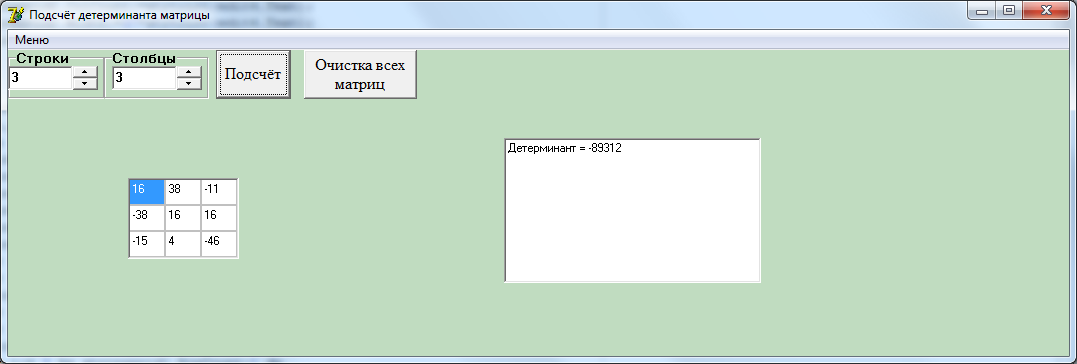 Подсчёт детерминанта матрицы
Меню
Строки Столбцы
3 3 Подсчёт Очистка всех
матриц
Детерминант = -89312
16 38 -11
-38 16 16
-15 4 -46